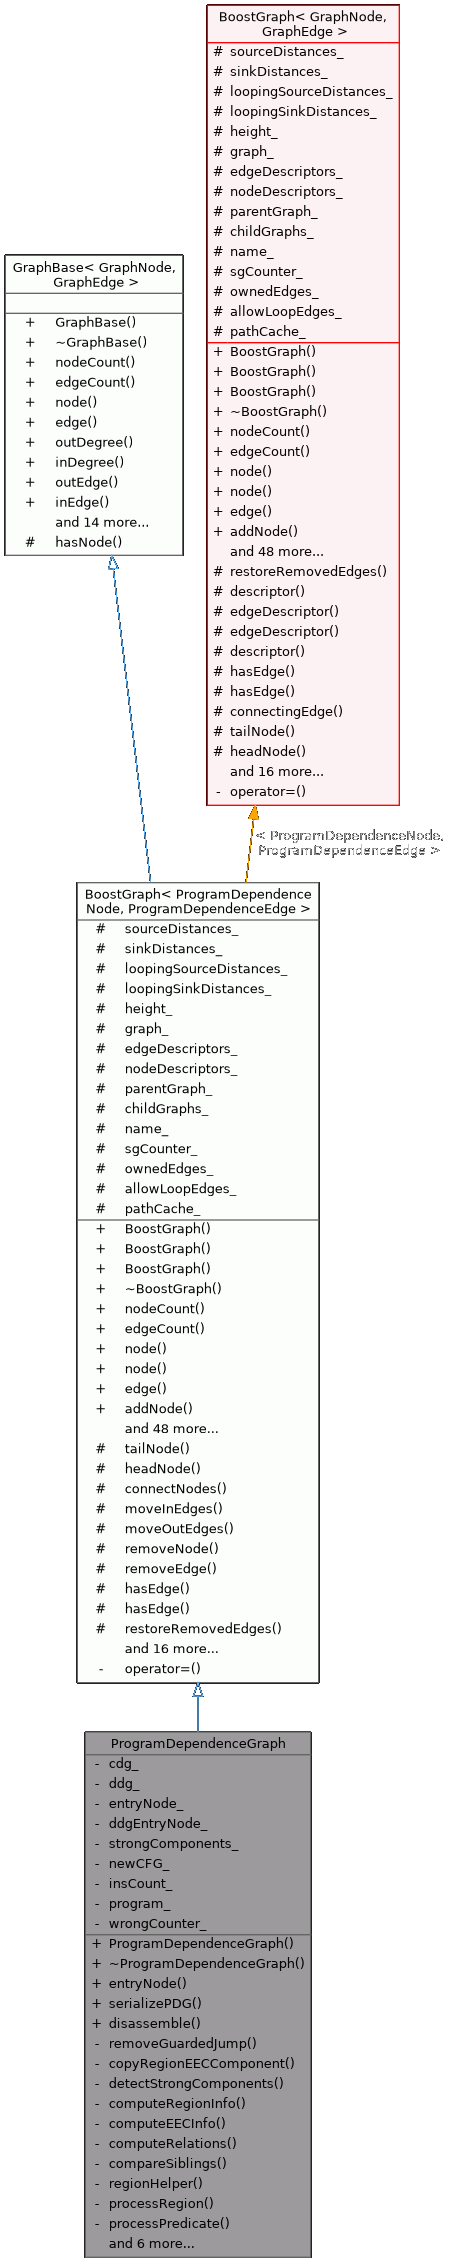 BoostGraph< GraphNode,
GraphEdge >
# sourceDistances_
# sinkDistances_
# loopingSourceDistances_
# loopingSinkDistances_
# height_
# graph_
# edgeDescriptors_
# nodeDescriptors_
# parentGraph_
# childGraphs_
# name_
# sgCounter_
# ownedEdges_
# allowLoopEdges_
# pathCache_
+ BoostGraph()
+ BoostGraph()
+ BoostGraph()
+ ~BoostGraph()
+ nodeCount()
+ edgeCount()
+ node()
+ node()
+ edge()
+ addNode()
and 48 more...
# restoreRemovedEdges()
# descriptor()
# edgeDescriptor()
# edgeDescriptor()
# descriptor()
# hasEdge()
# hasEdge()
# connectingEdge()
# tailNode()
# headNode()
and 16 more...
- operator=()
GraphBase< GraphNode,
GraphEdge >
+ GraphBase()
+ ~GraphBase()
+ nodeCount()
+ edgeCount()
+ node()
+ edge()
+ outDegree()
+ inDegree()
+ outEdge()
+ inEdge()
and 14 more...
# hasNode()
< ProgramDependenceNode,
ProgramDependenceEdge >
BoostGraph< ProgramDependence
Node, ProgramDependenceEdge >
# sourceDistances_
# sinkDistances_
# loopingSourceDistances_
# loopingSinkDistances_
# height_
# graph_
# edgeDescriptors_
# nodeDescriptors_
# parentGraph_
# childGraphs_
# name_
# sgCounter_
# ownedEdges_
# allowLoopEdges_
# pathCache_
+ BoostGraph()
+ BoostGraph()
+ BoostGraph()
+ ~BoostGraph()
+ nodeCount()
+ edgeCount()
+ node()
+ node()
+ edge()
+ addNode()
and 48 more...
# tailNode()
# headNode()
# connectNodes()
# moveInEdges()
# moveOutEdges()
# removeNode()
# removeEdge()
# hasEdge()
# hasEdge()
# restoreRemovedEdges()
and 16 more...
- operator=()
ProgramDependenceGraph
- cdg_
- ddg_
- entryNode_
- ddgEntryNode_
- strongComponents_
- newCFG_
- insCount_
- program_
- wrongCounter_
+ ProgramDependenceGraph()
+ ~ProgramDependenceGraph()
+ entryNode()
+ serializePDG()
+ disassemble()
- removeGuardedJump()
- copyRegionEECComponent()
- detectStrongComponents()
- computeRegionInfo()
- computeEECInfo()
- computeRelations()
- compareSiblings()
- regionHelper()
- processRegion()
- processPredicate()
and 6 more...